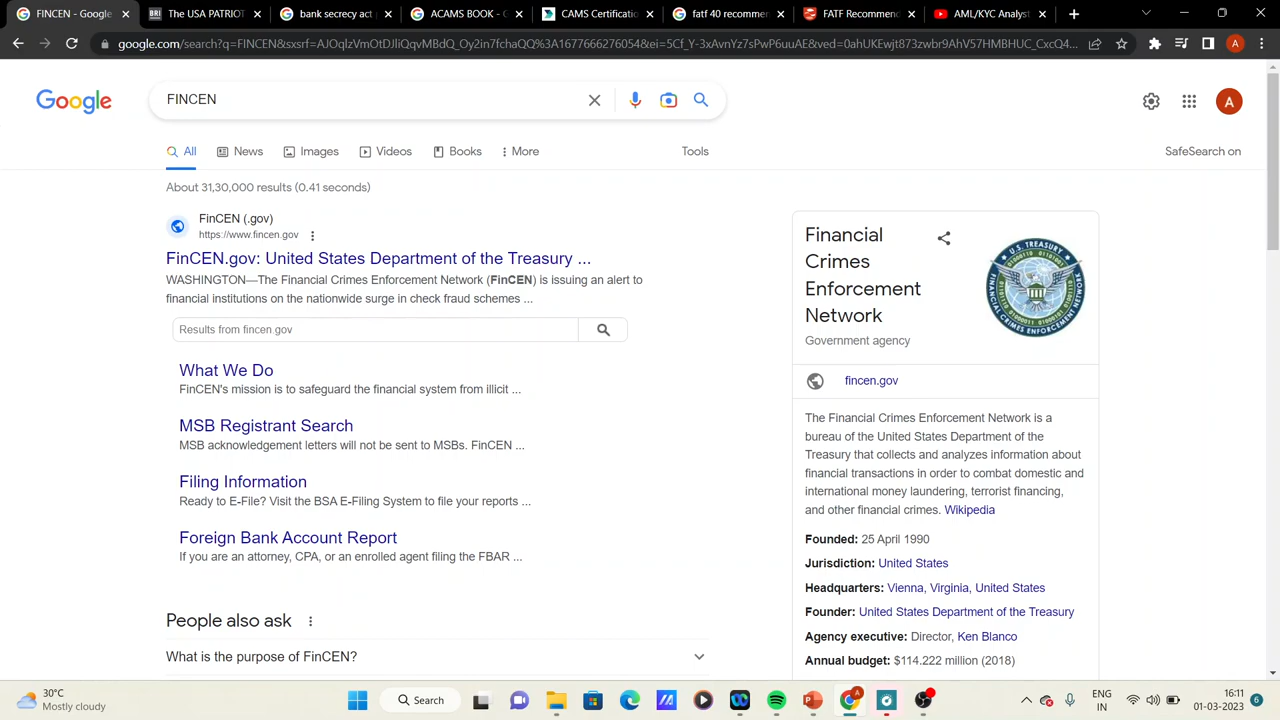 FINCEN - Google
The USA PATRIOT
bank secrecy act
ACAMS BOOK - G
CAMS Certificatio
fatf 40 recommer
FATF Recommend
AML/KYC Analyst
google.com/search?q=FINCEN&sxsrf=AJOqlzVmOtDJliQqvMBdQ_Oy2in7fchaQQ%3A1677666276054&ei=5Cf_Y-3xAvnYz7sPwP6uuAE&ved=0ahUKEwjt873zwbr9AhV57HMBHUC_CxcQ4...
A
Google
FINCEN
A
All
News
Images
Videos
Books
More
Tools
SafeSearch on
About 31,30,000 results (0.41 seconds)
FinCEN (.gov)
https://www.fincen.gov
FinCEN.gov: United States Department of the Treasury ...
WASHINGTON—The Financial Crimes Enforcement Network (FinCEN) is issuing an alert to
financial institutions on the nationwide surge in check fraud schemes ...
Results from fincen.gov
What We Do
FinCEN's mission is to safeguard the financial system from illicit ...
MSB Registrant Search
MSB acknowledgement letters will not be sent to MSBs. FinCEN ...
Filing Information
Ready to E-File? Visit the BSA E-Filing System to file your reports ...
Foreign Bank Account Report
If you are an attorney, CPA, or an enrolled agent filing the FBAR ...
People also ask
What is the purpose of FinCEN?
Financial
Crimes
Enforcement
Network
Government agency
U.S. TREASURY
FINANCIAL CRIMES ENFORCEMENT NETWORK
fincen.gov
The Financial Crimes Enforcement Network is a
bureau of the United States Department of the
Treasury that collects and analyzes information about
financial transactions in order to combat domestic and
international money laundering, terrorist financing,
and other financial crimes. Wikipedia
Founded: 25 April 1990
Jurisdiction: United States
Headquarters: Vienna, Virginia, United States
Founder: United States Department of the Treasury
Agency executive: Director, Ken Blanco
Annual budget: $114.222 million (2018)
30°C
Mostly cloudy
Search
ENG
IN
16:11
01-03-2023
6